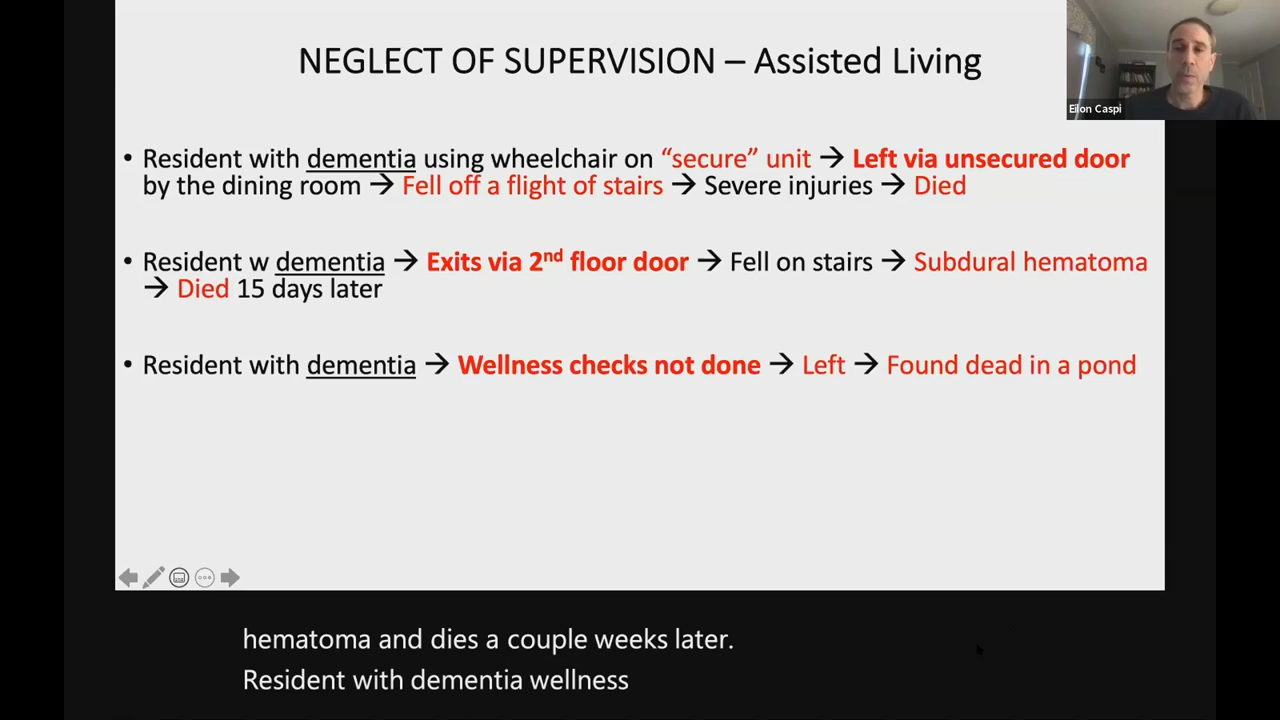 NEGLECT OF SUPERVISION – Assisted Living
Eilon Caspi
• Resident with dementia using wheelchair on “secure” unit → Left via unsecured door
by the dining room → Fell off a flight of stairs → Severe injuries → Died
• Resident w dementia → Exits via 2nd floor door → Fell on stairs → Subdural hematoma
→ Died 15 days later
• Resident with dementia → Wellness checks not done → Left → Found dead in a pond
hematoma and dies a couple weeks later.
Resident with dementia wellness